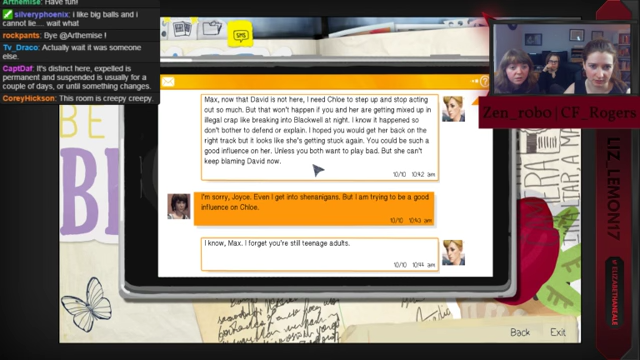 Arthemise: Have fun!
silveryphoenix: i like big balls and i
cannot lie.... wait what
rockpants: Bye @Arthemise !
Tv_Draco: Actually wait it was someone
else.
CaptDaf: It's distinct here, expelled is
permanent and suspended is usually for a
couple of days, or until something changes.
CoreyHickson: This room is creepy creepy.
SMS
Max, now that David is not here, I need Chloe to step up and stop acting
out so much. But that won't happen if you and her are getting mixed up in
illegal crap like breaking into Blackwell at night. I know it happened so
don't bother to defend or explain. I hoped you would get her back on the
right track but it looks like she's getting stuck again. You could be such a
good influence on her. Unless you both want to play bad. But she can't
keep blaming David now.
10/10 10:42 am
I'm sorry, Joyce. Even I get into shenanigans. But I am trying to be a good
influence on Chloe.
10/10 10:43 am
I know, Max. I forget you're still teenage adults.
10/10 10:44 am
Zen_robo|CF_Rogers
LIZ_LEMON17
@ELIZABTHANEALE
BE
Back Exit